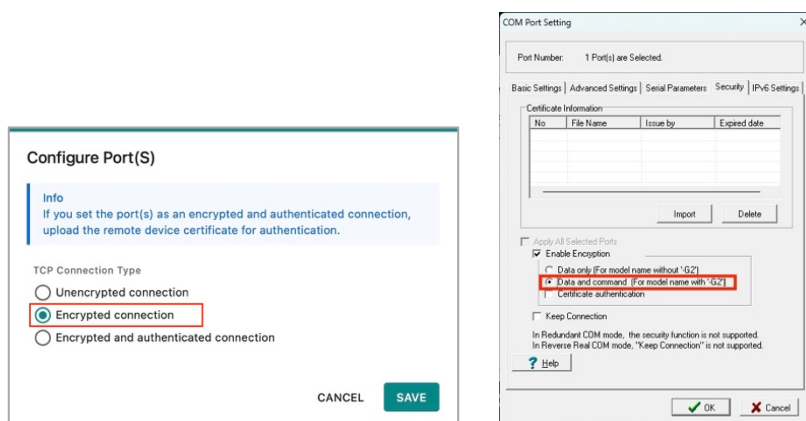 Configure Port(S)
Info
If you set the port(s) as an encrypted and authenticated connection,
upload the remote device certificate for authentication.
TCP Connection Type
Unencrypted connection
Encrypted connection
Encrypted and authenticated connection
CANCEL
SAVE
COM Port Setting
Port Number: 1 Port(s) are Selected.
Basic Settings Advanced Settings Serial Parameters Security IPv6 Settings
Certificate Information
No File Name Issue by Expired date
Import Delete
Apply All Selected Ports
Enable Encryption
Data only (For model name without '-G2')
Data and command (For model name with '-G2')
Certificate authentication
Keep Connection
In Redundant COM mode, the security function is not supported.
In Reverse Real COM mode, "Keep Connection" is not supported.
? Help
OK Cancel